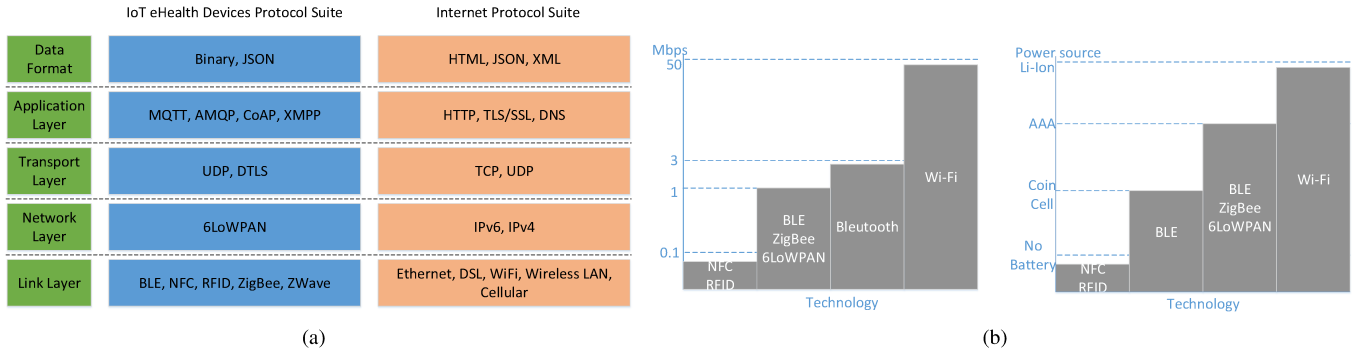 IoT eHealth Devices Protocol Suite
Internet Protocol Suite
Data
Format
Binary, JSON
HTML, JSON, XML
Application
Layer
MQTT, AMQP, CoAP, XMPP
HTTP, TLS/SSL, DNS
Transport
Layer
UDP, DTLS
TCP, UDP
Network
Layer
6LoWPAN
IPv6, IPv4
Link Layer
BLE, NFC, RFID, ZigBee, ZWave
Ethernet, DSL, WiFi, Wireless LAN,
Cellular
(a)
Mbps
50
3
1
0.1
NFC
RFID
BLE
ZigBee
6LoWPAN
Bleutooth
Wi-Fi
Technology
Power source
Li-Ion
AAA
Coin
Cell
No
Battery
NFC
RFID
BLE
BLE
ZigBee
6LoWPAN
Wi-Fi
Technology
(b)